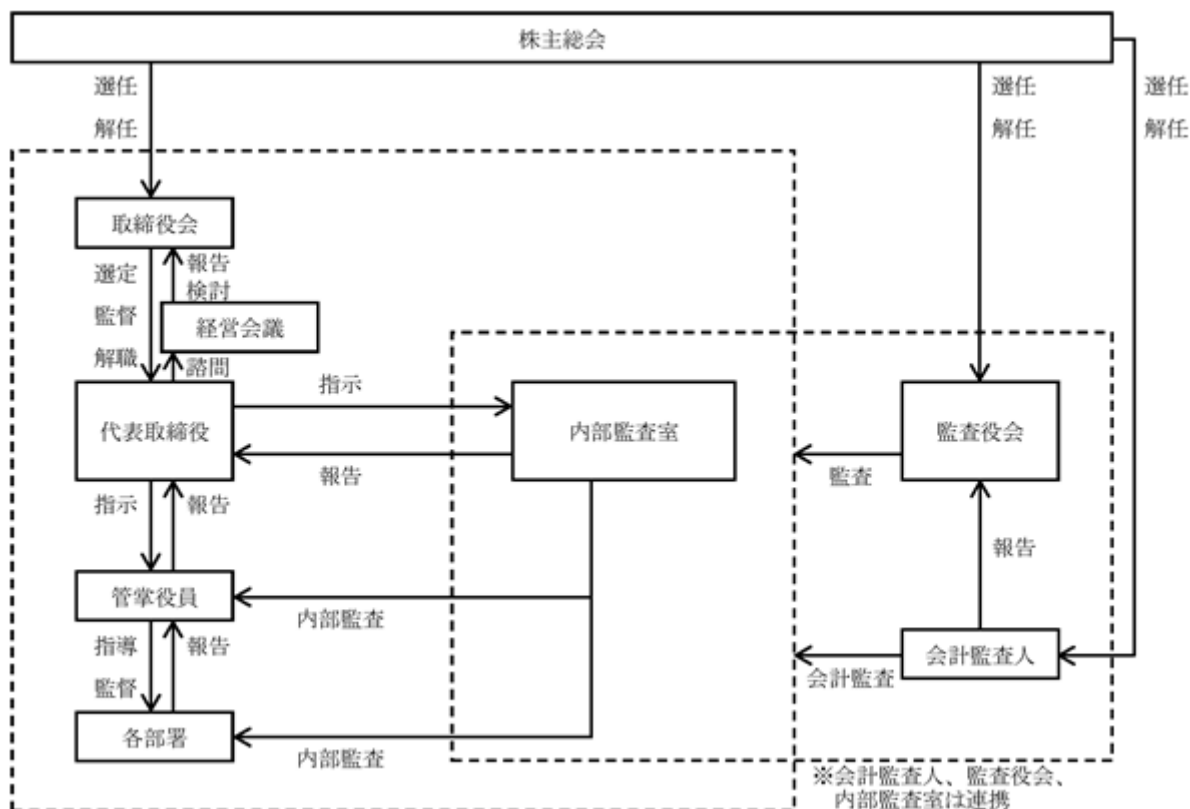 株主総会
選任
解任
選任
解任
選任
解任
取締役会
選定
監督
解職
報告
検討
経営会議
諮問
代表取締役
指示
報告
内部監査室
監査役会
監査
指示
報告
報告
管掌役員
内部監査
指導
監督
報告
会計監査人
会計監査
各部署
内部監査
※会計監査人、監査役会、
内部監査室は連携